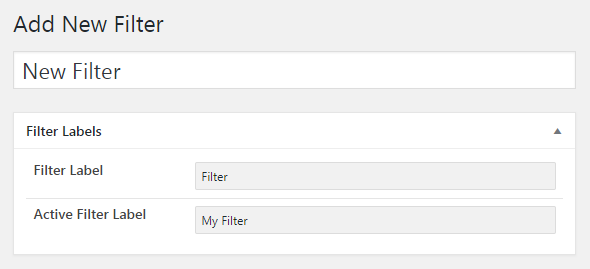 Add New Filter
New Filter
Filter Labels
Filter Label
Filter
Active Filter Label
My Filter